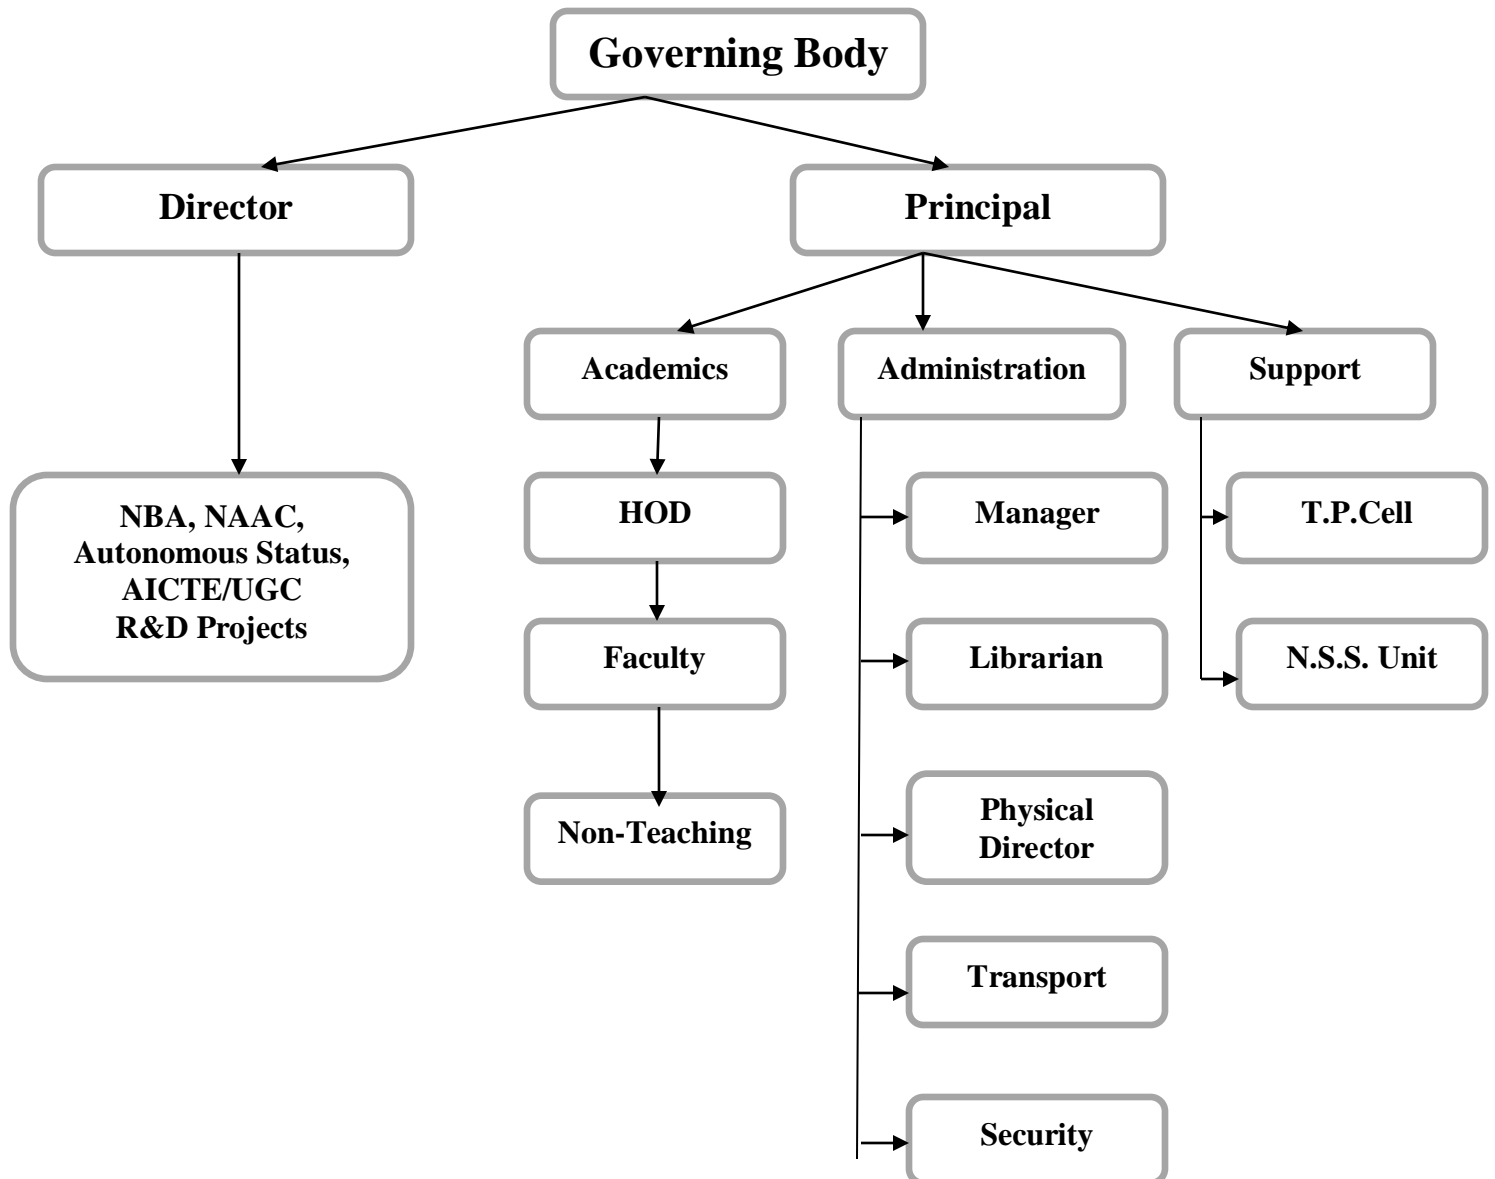 Governing Body
Director
Principal
Academics
Administration
Support
NBA, NAAC,
Autonomous Status,
AICTE/UGC
R&D Projects
HOD
Manager
T.P.Cell
Faculty
Librarian
N.S.S. Unit
Non-Teaching
Physical
Director
Transport
Security